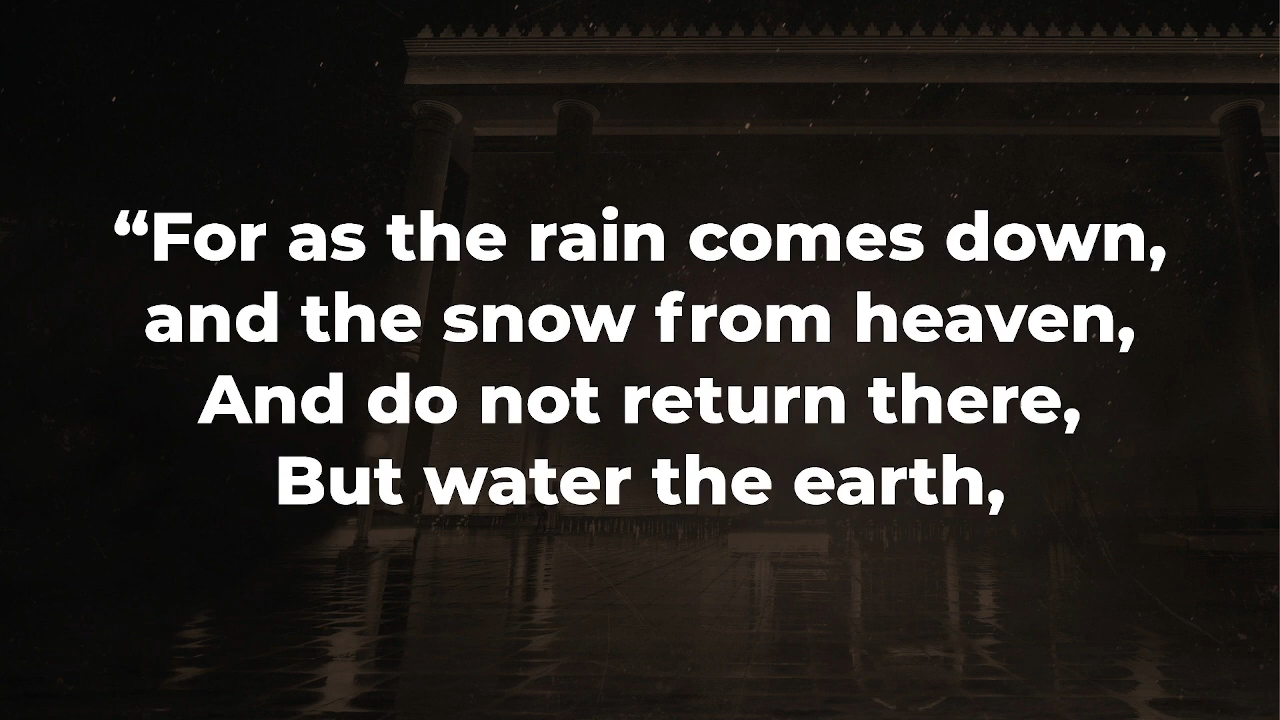 “For as the rain comes down,
and the snow from heaven,
And do not return there,
But water the earth,